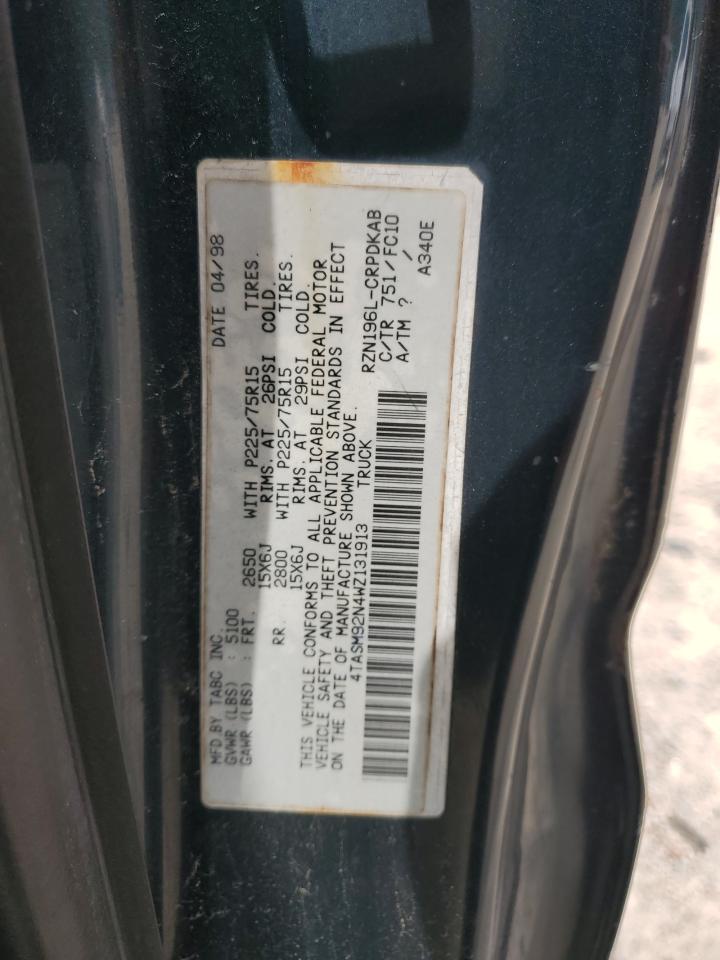 MFD.BY TABC INC. DATE 04/98
GVWR (LBS) : 5100
GAWR (LBS) : FRT. 2650 WITH P225/75R15 TIRES.
15X6J RIMS. AT 26PSI COLD.
RR. 2800 WITH P225/75R15 TIRES.
15X6J RIMS. AT 29PSI COLD.
THIS VEHICLE CONFORMS TO ALL APPLICABLE FEDERAL MOTOR
VEHICLE SAFETY AND THEFT PREVENTION STANDARDS IN EFFECT
ON THE DATE OF MANUFACTURE SHOWN ABOVE.
4TASM92N4WZ131913 TRUCK
RZN196L-CRPDKAB
C/TR 751/FC10
A/TM ? /
A340E